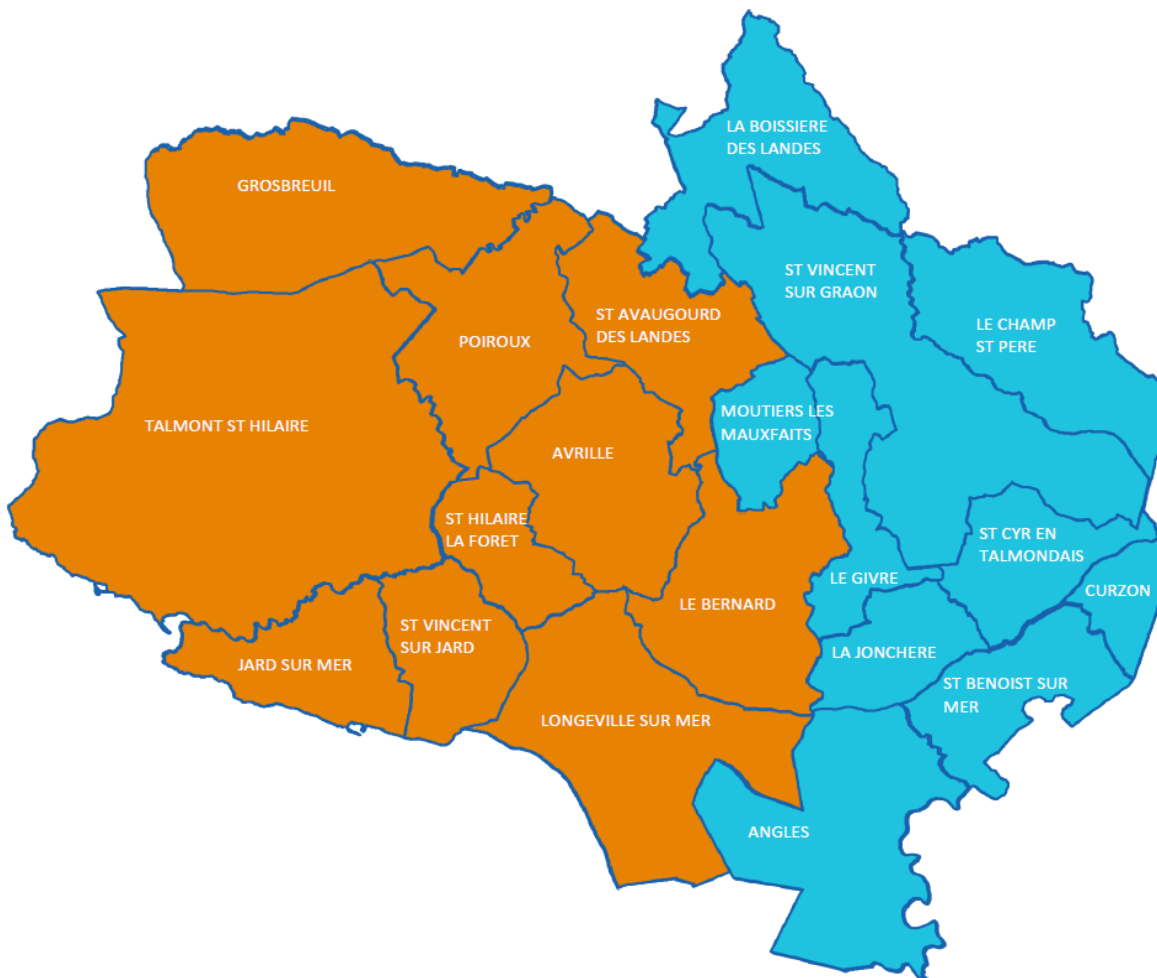 LA BOISSIERE
DES LANDES
GROSBREUIL
ST VINCENT
SUR GRAON
ST AVAUGOURD
DES LANDES
LE CHAMP
ST PERE
POIROUX
TALMONT ST HILAIRE
MOUTIERS LES
MAUXFAITS
AVRILLE
ST HILAIRE
LA FORET
ST CYR EN
TALMONDAIS
LE GIVRE
CURZON
LE BERNARD
ST VINCENT
SUR JARD
LA JONCHERE
JARD SUR MER
ST BENOIST SUR
MER
LONGEVILLE SUR MER
ANGLES